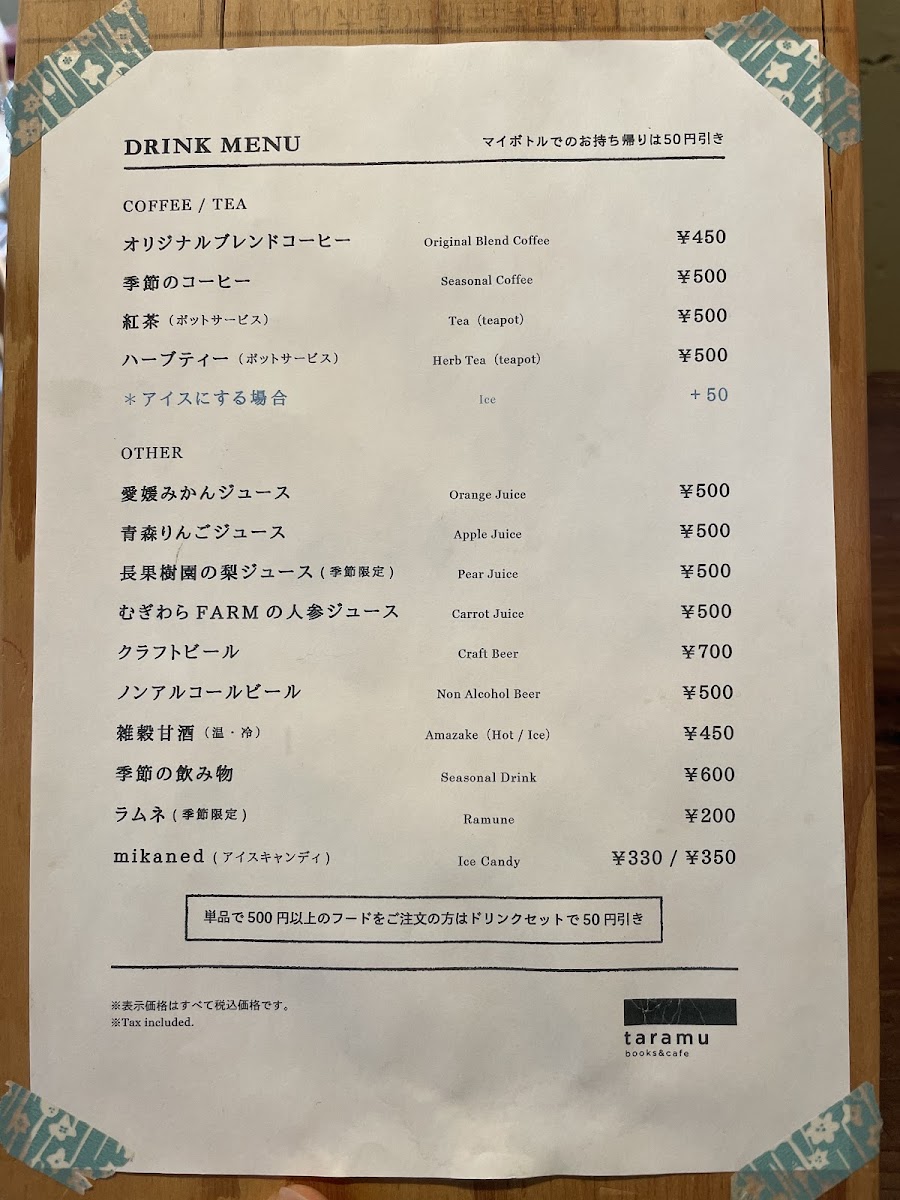 DRINK MENU マイボトルでのお持ち帰りは50円引き
COFFEE / TEA
オリジナルブレンドコーヒー Original Blend Coffee ¥450
季節のコーヒー Seasonal Coffee ¥500
紅茶（ポットサービス） Tea（teapot） ¥500
ハーブティー（ポットサービス） Herb Tea（teapot） ¥500
＊アイスにする場合 Ice +50
OTHER
愛媛みかんジュース Orange Juice ¥500
青森りんごジュース Apple Juice ¥500
長果樹園の梨ジュース(季節限定) Pear Juice ¥500
むぎわらFARMの人参ジュース Carrot Juice ¥500
クラフトビール Craft Beer ¥700
ノンアルコールビール Non Alcohol Beer ¥500
雑穀甘酒（温・冷） Amazake（Hot / Ice） ¥450
季節の飲み物 Seasonal Drink ¥600
ラムネ(季節限定) Ramune ¥200
mikaned (アイスキャンディ) Ice Candy ¥330 / ¥350
単品で500円以上のフードをご注文の方はドリンクセットで50円引き
※表示価格はすべて税込価格です。
※Tax included.
taramu
books&cafe